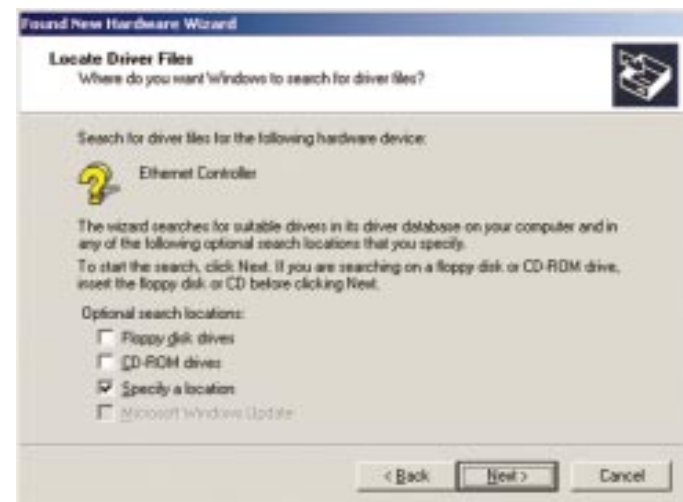 Found New Hardware Wizard
Locate Driver Files
Where do you want Windows to search for driver files?
Search for driver files for the following hardware device:
Ethernet Controller
The wizard searches for suitable drivers in its driver database on your computer and in
any of the following optional search locations that you specify.
To start the search, click Next. If you are searching on a floppy disk or CD-ROM drive,
insert the floppy disk or CD before clicking Next.
Optional search locations:
Floppy disk drives
CD-ROM drives
Specify a location
Microsoft Windows Update
< Back
Next >
Cancel